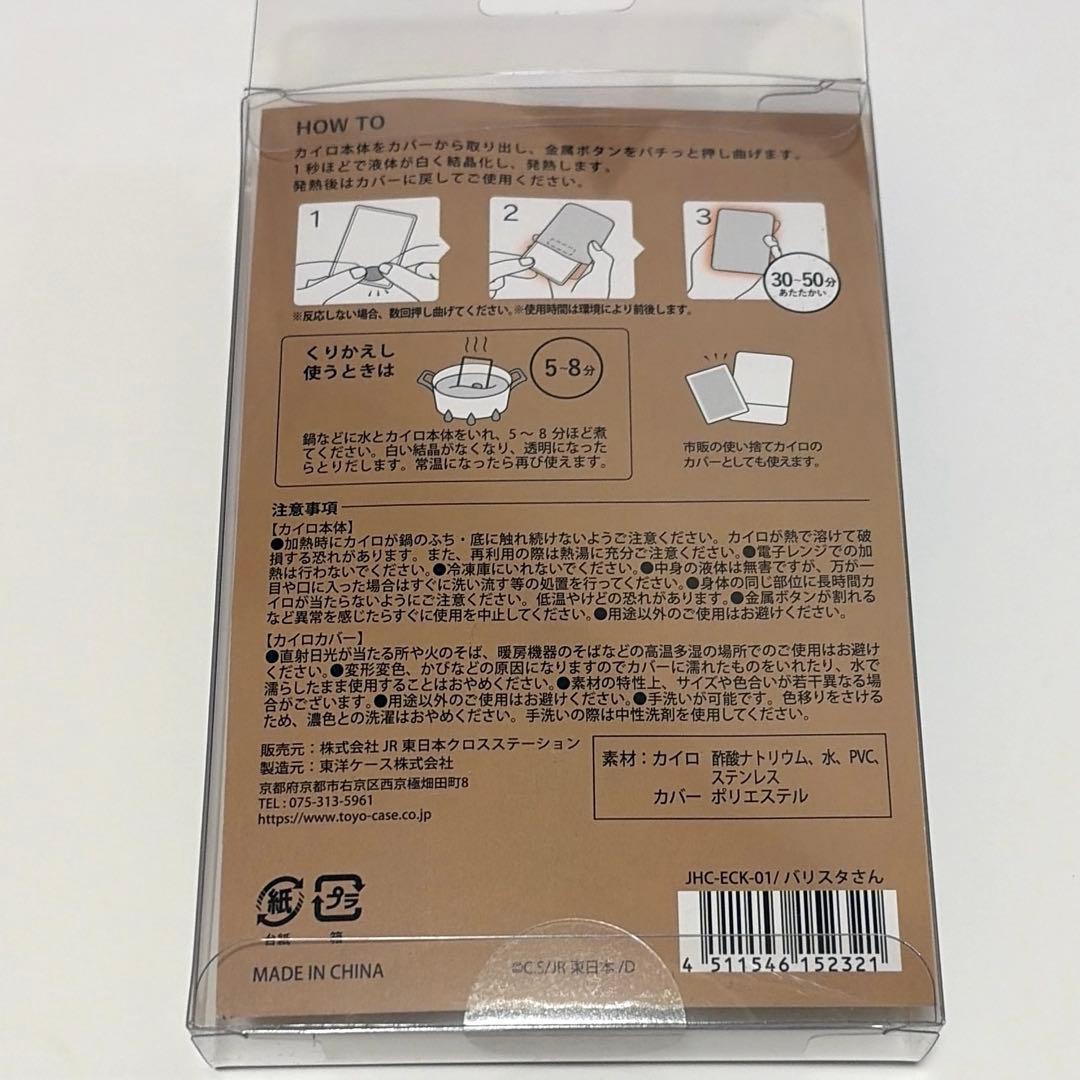 HOW TO
カイロ本体をカバーから取り出し、金属ボタンをパチっと押し曲げます。
1秒ほどで液体が白く結晶化し、発熱します。
発熱後はカバーに戻してご使用ください。
1
2
3
30~50分
あたたかい
※反応しない場合、数回押し曲げてください。※使用時間は環境により前後します。
くりかえし
使うときは
5~8分
鍋などに水とカイロ本体をいれ、5～8分ほど煮
てください。白い結晶がなくなり、透明になった
らとりだします。常温になったら再び使えます。
市販の使い捨てカイロの
カバーとしても使えます。
注意事項
【カイロ本体】
●加熱時にカイロが鍋のふち・底に触れ続けないようご注意ください。カイロが熱で溶けて破
損する恐れがあります。また、再利用の際は熱湯に充分ご注意ください。●電子レンジでの加
熱は行わないでください。●冷凍庫にいれないでください。●中身の液体は無害ですが、万が
一目や口に入った場合はすぐに洗い流す等の処置を行ってください。●身体の同じ部位に長時間カ
イロが当たらないようにご注意ください。低温やけどの恐れがあります。●金属ボタンが割れる
など異常を感じたらすぐに使用を中止してください。●用途以外のご使用はお避けください。
【カイロカバー】
●直射日光が当たる所や火のそば、暖房機器のそばなどの高温多湿の場所でのご使用はお避け
ください。●変形変色、かびなどの原因になりますのでカバーに濡れたものをいれたり、水で
濡らしたまま使用することはおやめください。●素材の特性上、サイズや色合いが若干異なる場
合がございます。●用途以外のご使用はお避けください。●手洗いが可能です。色移りをさける
ため、濃色との洗濯はおやめください。手洗いの際は中性洗剤を使用してください。
販売元：株式会社JR東日本クロスステーション
製造元：東洋ケース株式会社
京都府京都市右京区西京極畑田町8
TEL：075-313-5961
https://www.toyo-case.co.jp
素材：カイロ 酢酸ナトリウム、水、PVC、
ステンレス
カバー ポリエステル
紙
台紙
プラ
箱
MADE IN CHINA
©C.S/JR東日本/D
JHC-ECK-01/バリスタさん
4 511546 152321